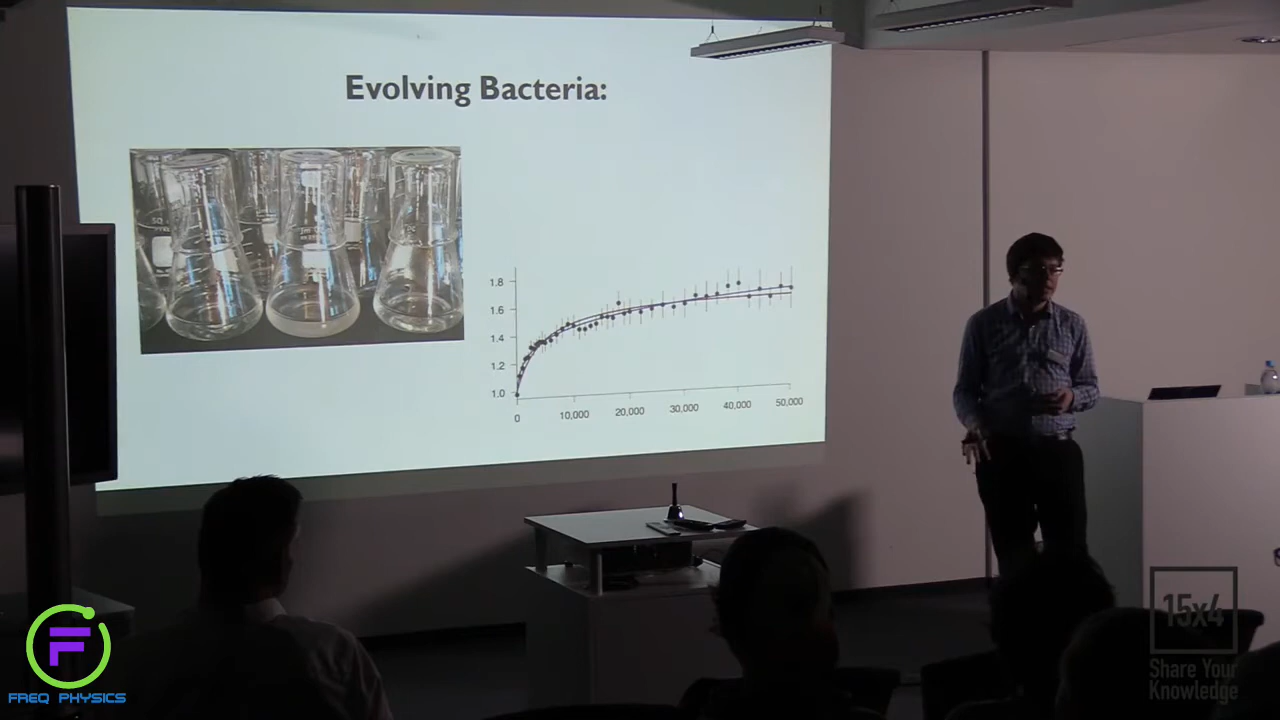 Evolving Bacteria:
1.8
1.6
1.4
1.2
1.0
0
10,000
20,000
30,000
40,000
50,000
F
FREQ PHYSICS
15x4
Share Your
Knowledge